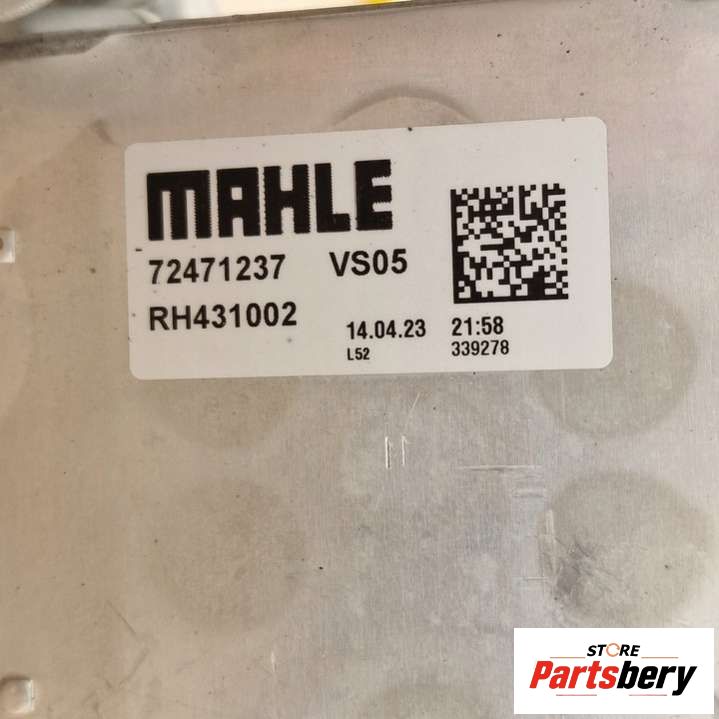 MAHLE
72471237 VS05
RH431002
14.04.23 21:58
L52 339278
STORE
Partsbery